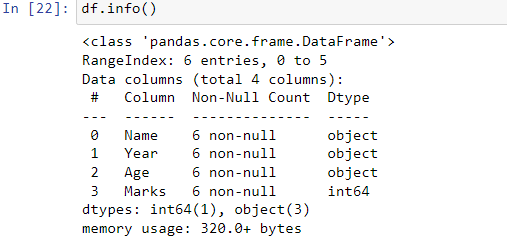 In [22]: df.info()
<class 'pandas.core.frame.DataFrame'>
RangeIndex: 6 entries, 0 to 5
Data columns (total 4 columns):
 #   Column  Non-Null Count  Dtype
---  ------  --------------  -----
 0   Name    6 non-null      object
 1   Year    6 non-null      object
 2   Age     6 non-null      object
 3   Marks   6 non-null      int64
dtypes: int64(1), object(3)
memory usage: 320.0+ bytes